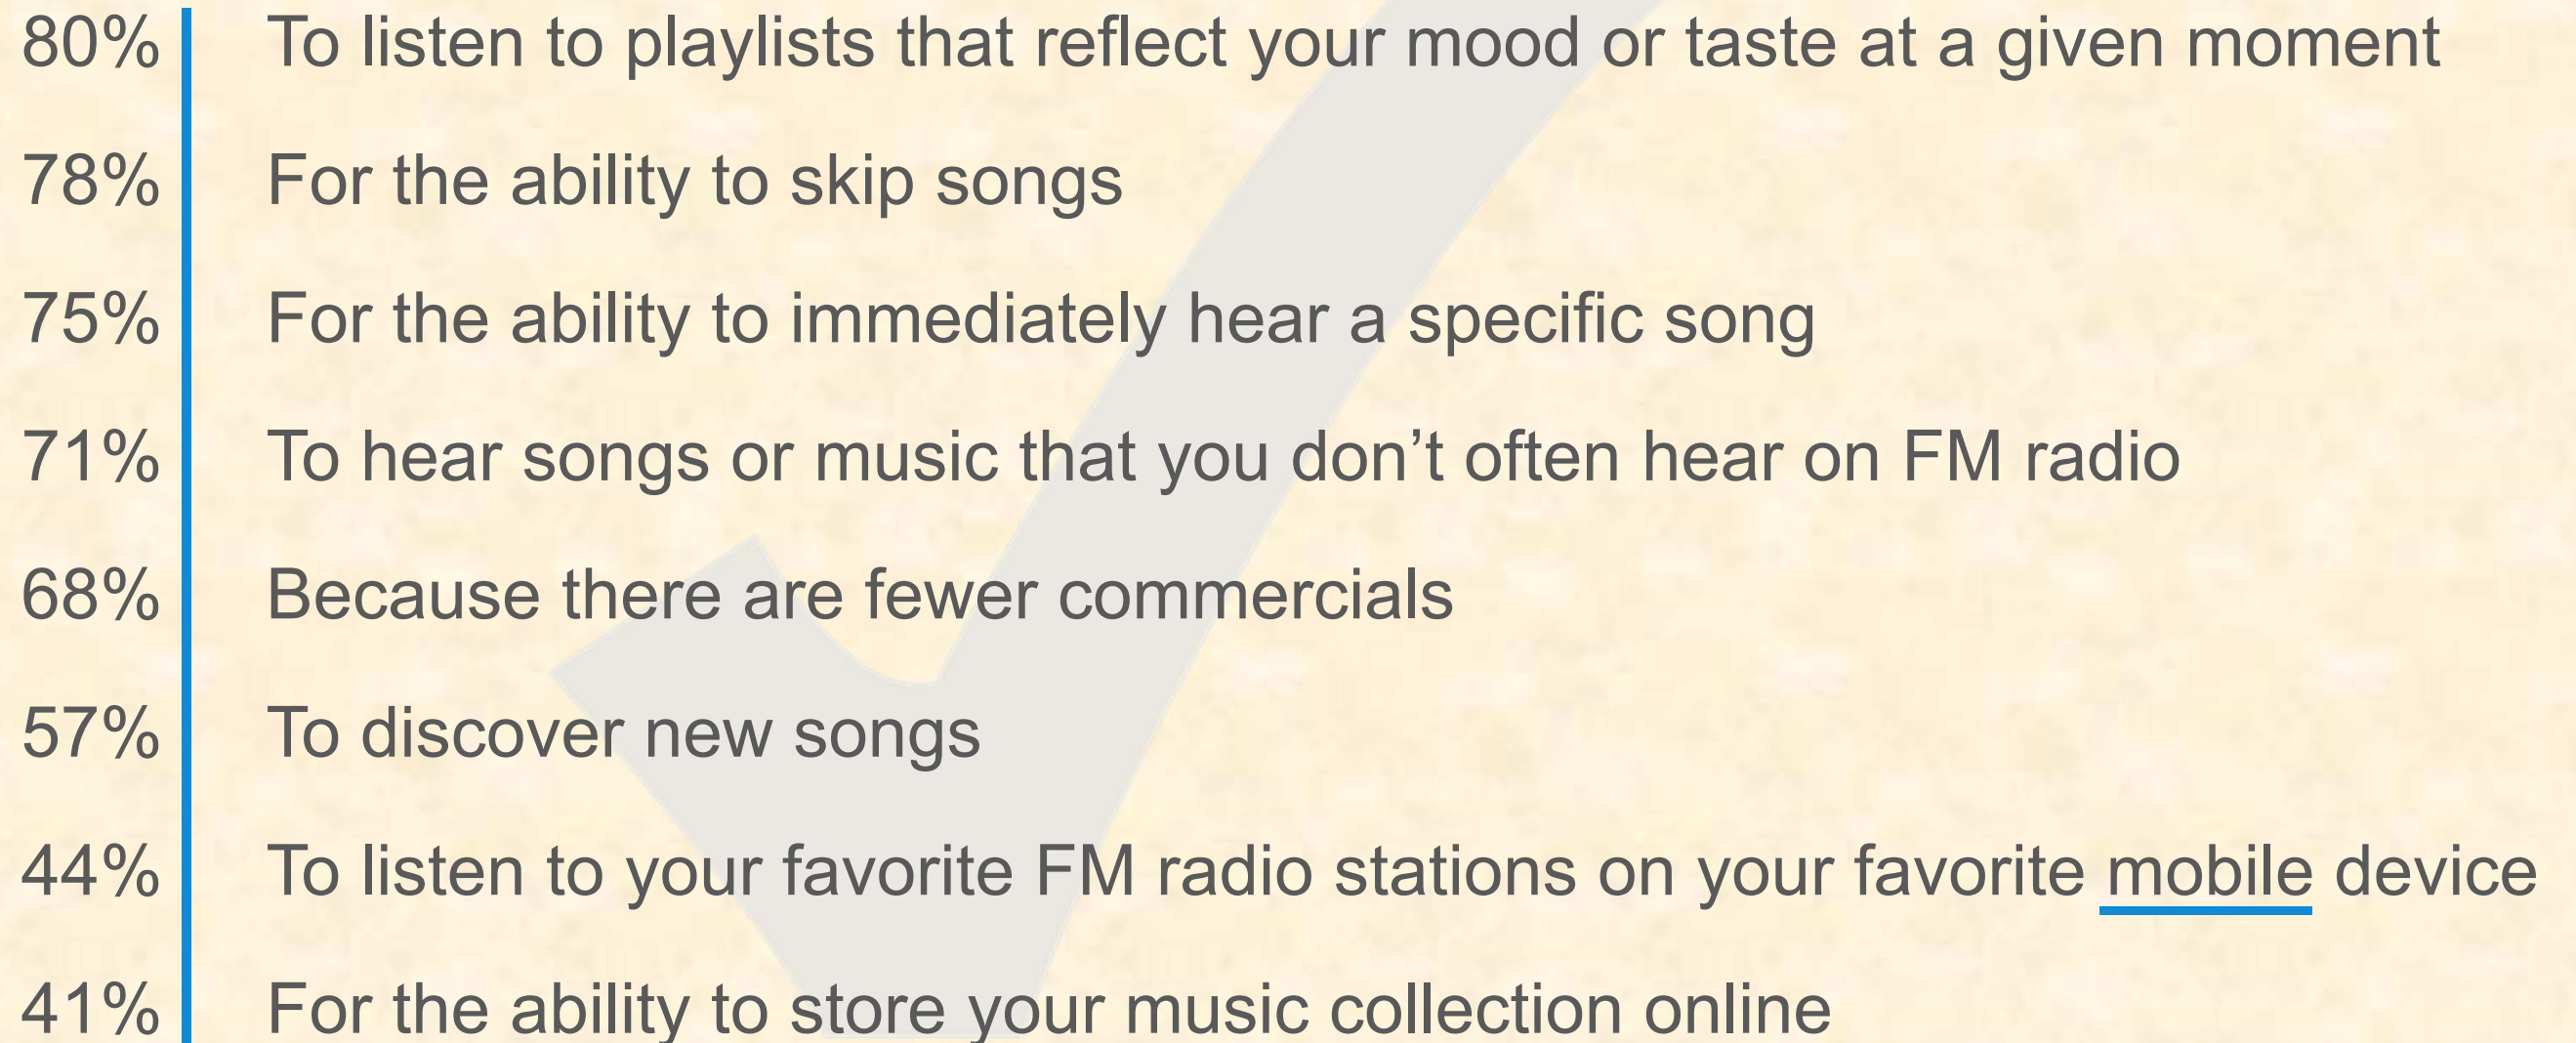 80% To listen to playlists that reflect your mood or taste at a given moment
78% For the ability to skip songs
75% For the ability to immediately hear a specific song
71% To hear songs or music that you don’t often hear on FM radio
68% Because there are fewer commercials
57% To discover new songs
44% To listen to your favorite FM radio stations on your favorite mobile device
41% For the ability to store your music collection online